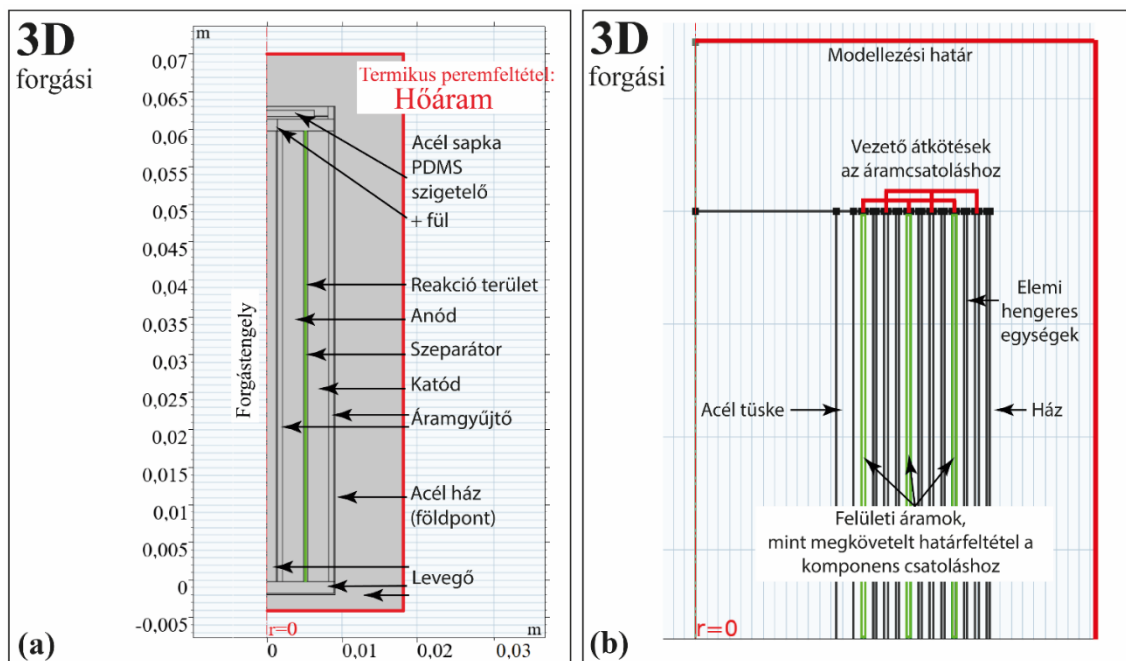 3D
forgási
m
0,07
0,065
0,06
0,055
0,05
0,045
0,04
0,035
0,03
0,025
0,02
0,015
0,01
0,005
0
-0,005
Termikus peremfeltétel:
Hőáram
Acél sapka
PDMS
szigetelő
+ fül
Reakció terület
Anód
Szeparátor
Katód
Áramgyűjtő
Acél ház
(földpont)
Levegő
Forgástengely
r=0
m
0
0,01
0,02
0,03
(a)
3D
forgási
Modellezési határ
Vezető átkötések
az áramcsatoláshoz
Elemi
hengeres
egységek
Acél tüske
Ház
Felületi áramok,
mint megkövetelt határfeltétel a
komponens csatoláshoz
r=0
(b)